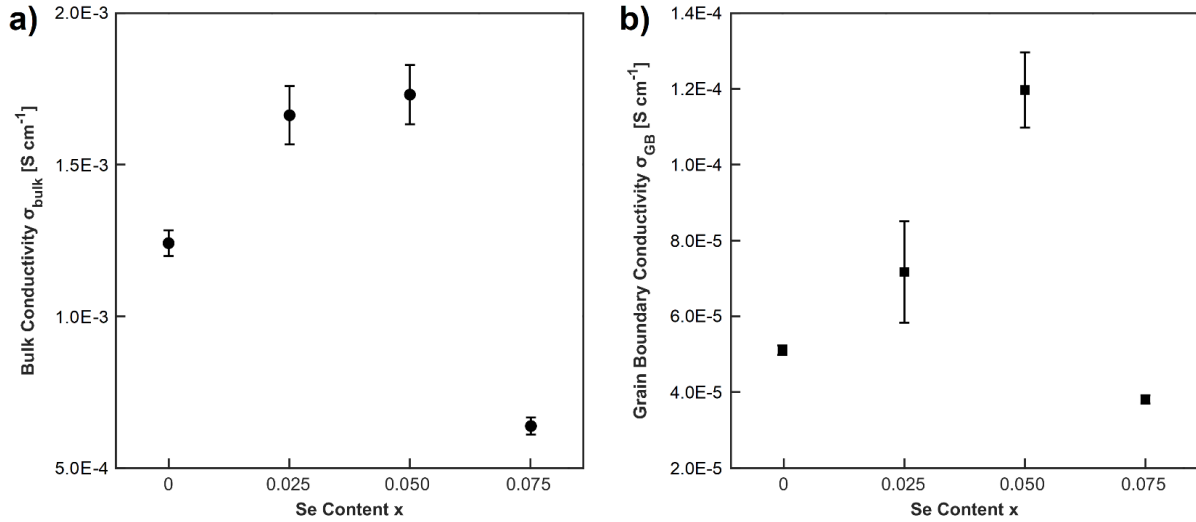 a)
2.0E-3
1.5E-3
1.0E-3
5.0E-4
Bulk Conductivity σbulk [S cm-1]
0 0.025 0.050 0.075
Se Content x
b)
1.4E-4
1.2E-4
1.0E-4
8.0E-5
6.0E-5
4.0E-5
2.0E-5
Grain Boundary Conductivity σGB [S cm-1]
0 0.025 0.050 0.075
Se Content x